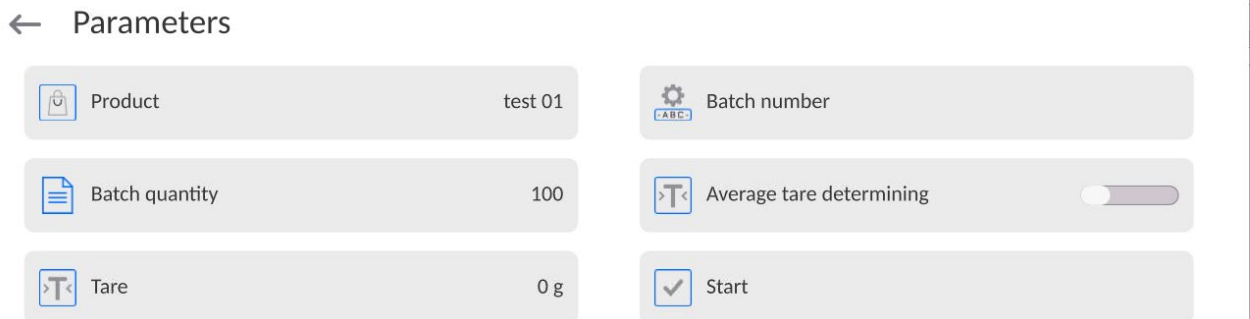 Parameters
Product test 01
Batch number
Batch quantity 100
Average tare determining
Tare 0 g
Start
-ABC-
>T<
>T<